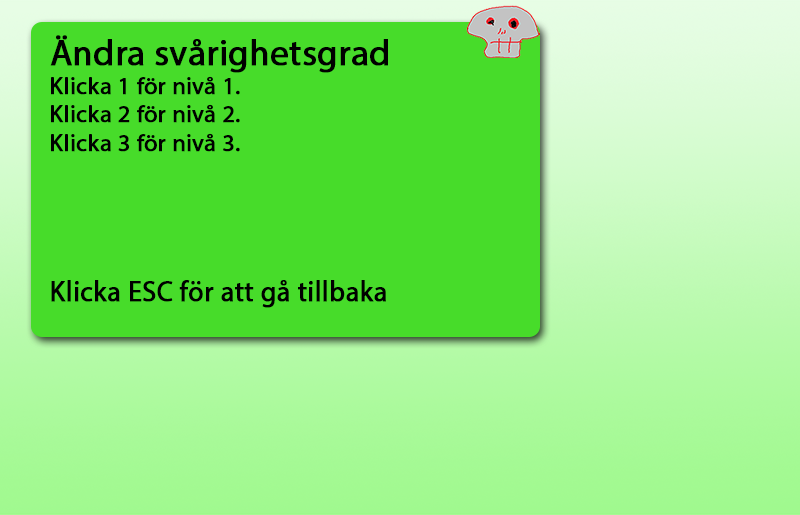 Ändra svårighetsgrad
Klicka 1 för nivå 1.
Klicka 2 för nivå 2.
Klicka 3 för nivå 3.
Klicka ESC för att gå tillbaka